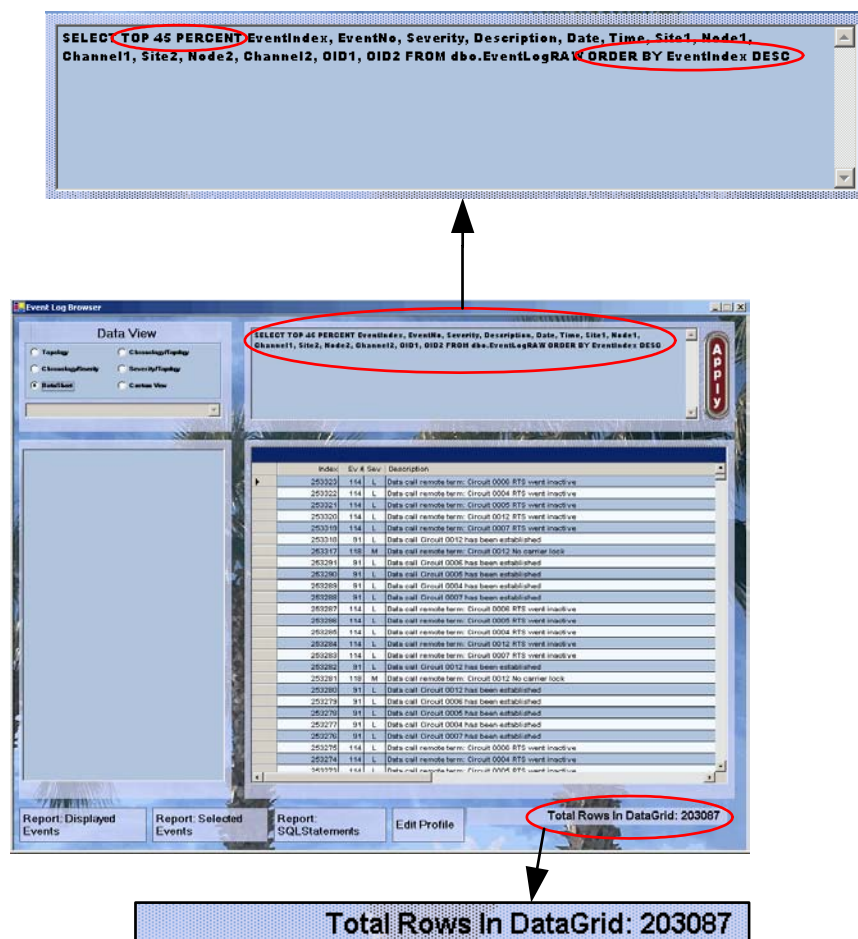 SELECT TOP 45 PERCENT EventIndex, EventNo, Severity, Description, Date, Time, Site1, Node1,
Channel1, Site2, Node2, Channel2, OID1, OID2 FROM dbo.EventLogRAW ORDER BY EventIndex DESC
Event Log Browser
Data View
Topology
Chronology/Topology
Chronology/Severity
Severity/Topology
Custom View
SELECT TOP 45 PERCENT EventIndex, EventNo, Severity, Description, Date, Time, Site1, Node1,
Channel1, Site2, Node2, Channel2, OID1, OID2 FROM dbo.EventLogRAW ORDER BY EventIndex DESC
Apply
Index Ev # Sev Description
253323 114 L Data call remote term: Circuit 0006 RTS went inactive
253322 114 L Data call remote term: Circuit 0004 RTS went inactive
253321 114 L Data call remote term: Circuit 0005 RTS went inactive
253320 114 L Data call remote term: Circuit 0012 RTS went inactive
253319 114 L Data call remote term: Circuit 0007 RTS went inactive
253318 91 L Data call: Circuit 0012 has been established
253317 118 M Data call remote term: Circuit 0012 No carrier lock
253291 91 L Data call: Circuit 0006 has been established
253290 91 L Data call: Circuit 0005 has been established
253289 91 L Data call: Circuit 0004 has been established
253288 91 L Data call: Circuit 0007 has been established
253287 114 L Data call remote term: Circuit 0006 RTS went inactive
253286 114 L Data call remote term: Circuit 0005 RTS went inactive
253285 114 L Data call remote term: Circuit 0004 RTS went inactive
253284 114 L Data call remote term: Circuit 0012 RTS went inactive
253283 114 L Data call remote term: Circuit 0007 RTS went inactive
253282 91 L Data call: Circuit 0012 has been established
253281 118 M Data call remote term: Circuit 0012 No carrier lock
253280 91 L Data call: Circuit 0012 has been established
253279 91 L Data call: Circuit 0006 has been established
253278 91 L Data call: Circuit 0005 has been established
253277 91 L Data call: Circuit 0004 has been established
253276 91 L Data call: Circuit 0007 has been established
253275 114 L Data call remote term: Circuit 0006 RTS went inactive
253274 114 L Data call remote term: Circuit 0004 RTS went inactive
253273 114 L Data call remote term: Circuit 0005 RTS went inactive
Report: Displayed Events
Report: Selected Events
Report: SQLStatements
Edit Profile
Total Rows In DataGrid: 203087
Total Rows In DataGrid: 203087